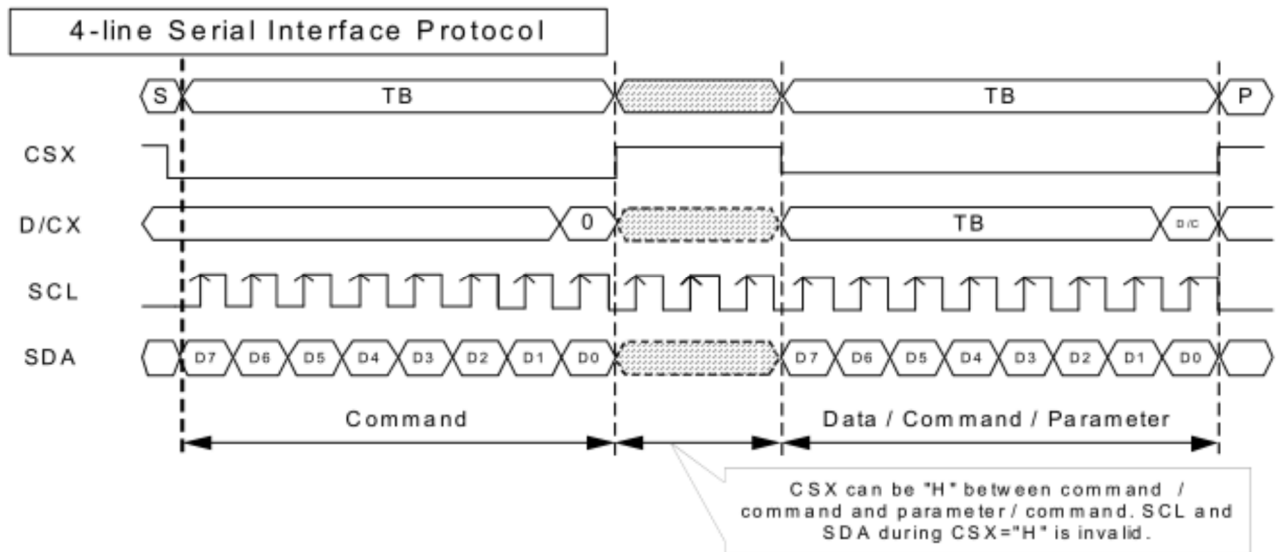 4-line Serial Interface Protocol
S TB TB P
CSX
D/CX 0 TB D/C
SCL
SDA D7 D6 D5 D4 D3 D2 D1 D0 D7 D6 D5 D4 D3 D2 D1 D0
Command Data / Command / Parameter
CSX can be "H" between command /
command and parameter / command. SCL and
SDA during CSX="H" is invalid.